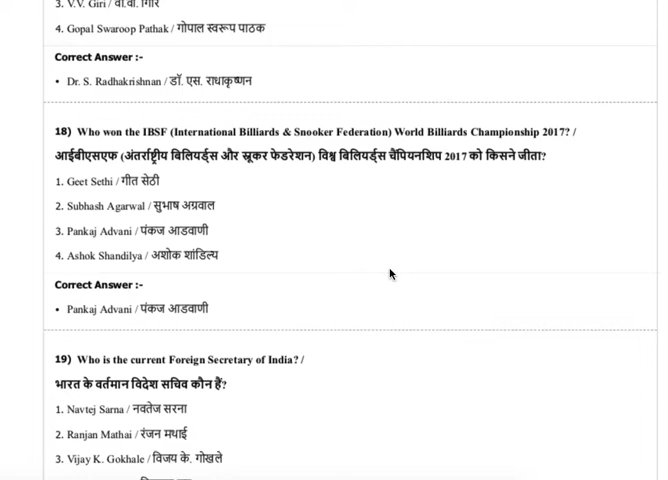 3. V.V. Giri / वी.वी. गिरि
4. Gopal Swaroop Pathak / गोपाल स्वरूप पाठक
Correct Answer :-
• Dr. S. Radhakrishnan / डॉ. एस. राधाकृष्णन
18) Who won the IBSF (International Billiards & Snooker Federation) World Billiards Championship 2017? /
आईबीएसएफ (अंतर्राष्ट्रीय बिलियर्ड्स और स्नूकर फेडरेशन) विश्व बिलियर्ड्स चैंपियनशिप 2017 को किसने जीता?
1. Geet Sethi / गीत सेठी
2. Subhash Agarwal / सुभाष अग्रवाल
3. Pankaj Advani / पंकज आडवाणी
4. Ashok Shandilya / अशोक शांडिल्य
Correct Answer :-
• Pankaj Advani / पंकज आडवाणी
19) Who is the current Foreign Secretary of India? /
भारत के वर्तमान विदेश सचिव कौन हैं?
1. Navtej Sarna / नवतेज सरना
2. Ranjan Mathai / रंजन मथाई
3. Vijay K. Gokhale / विजय के. गोखले